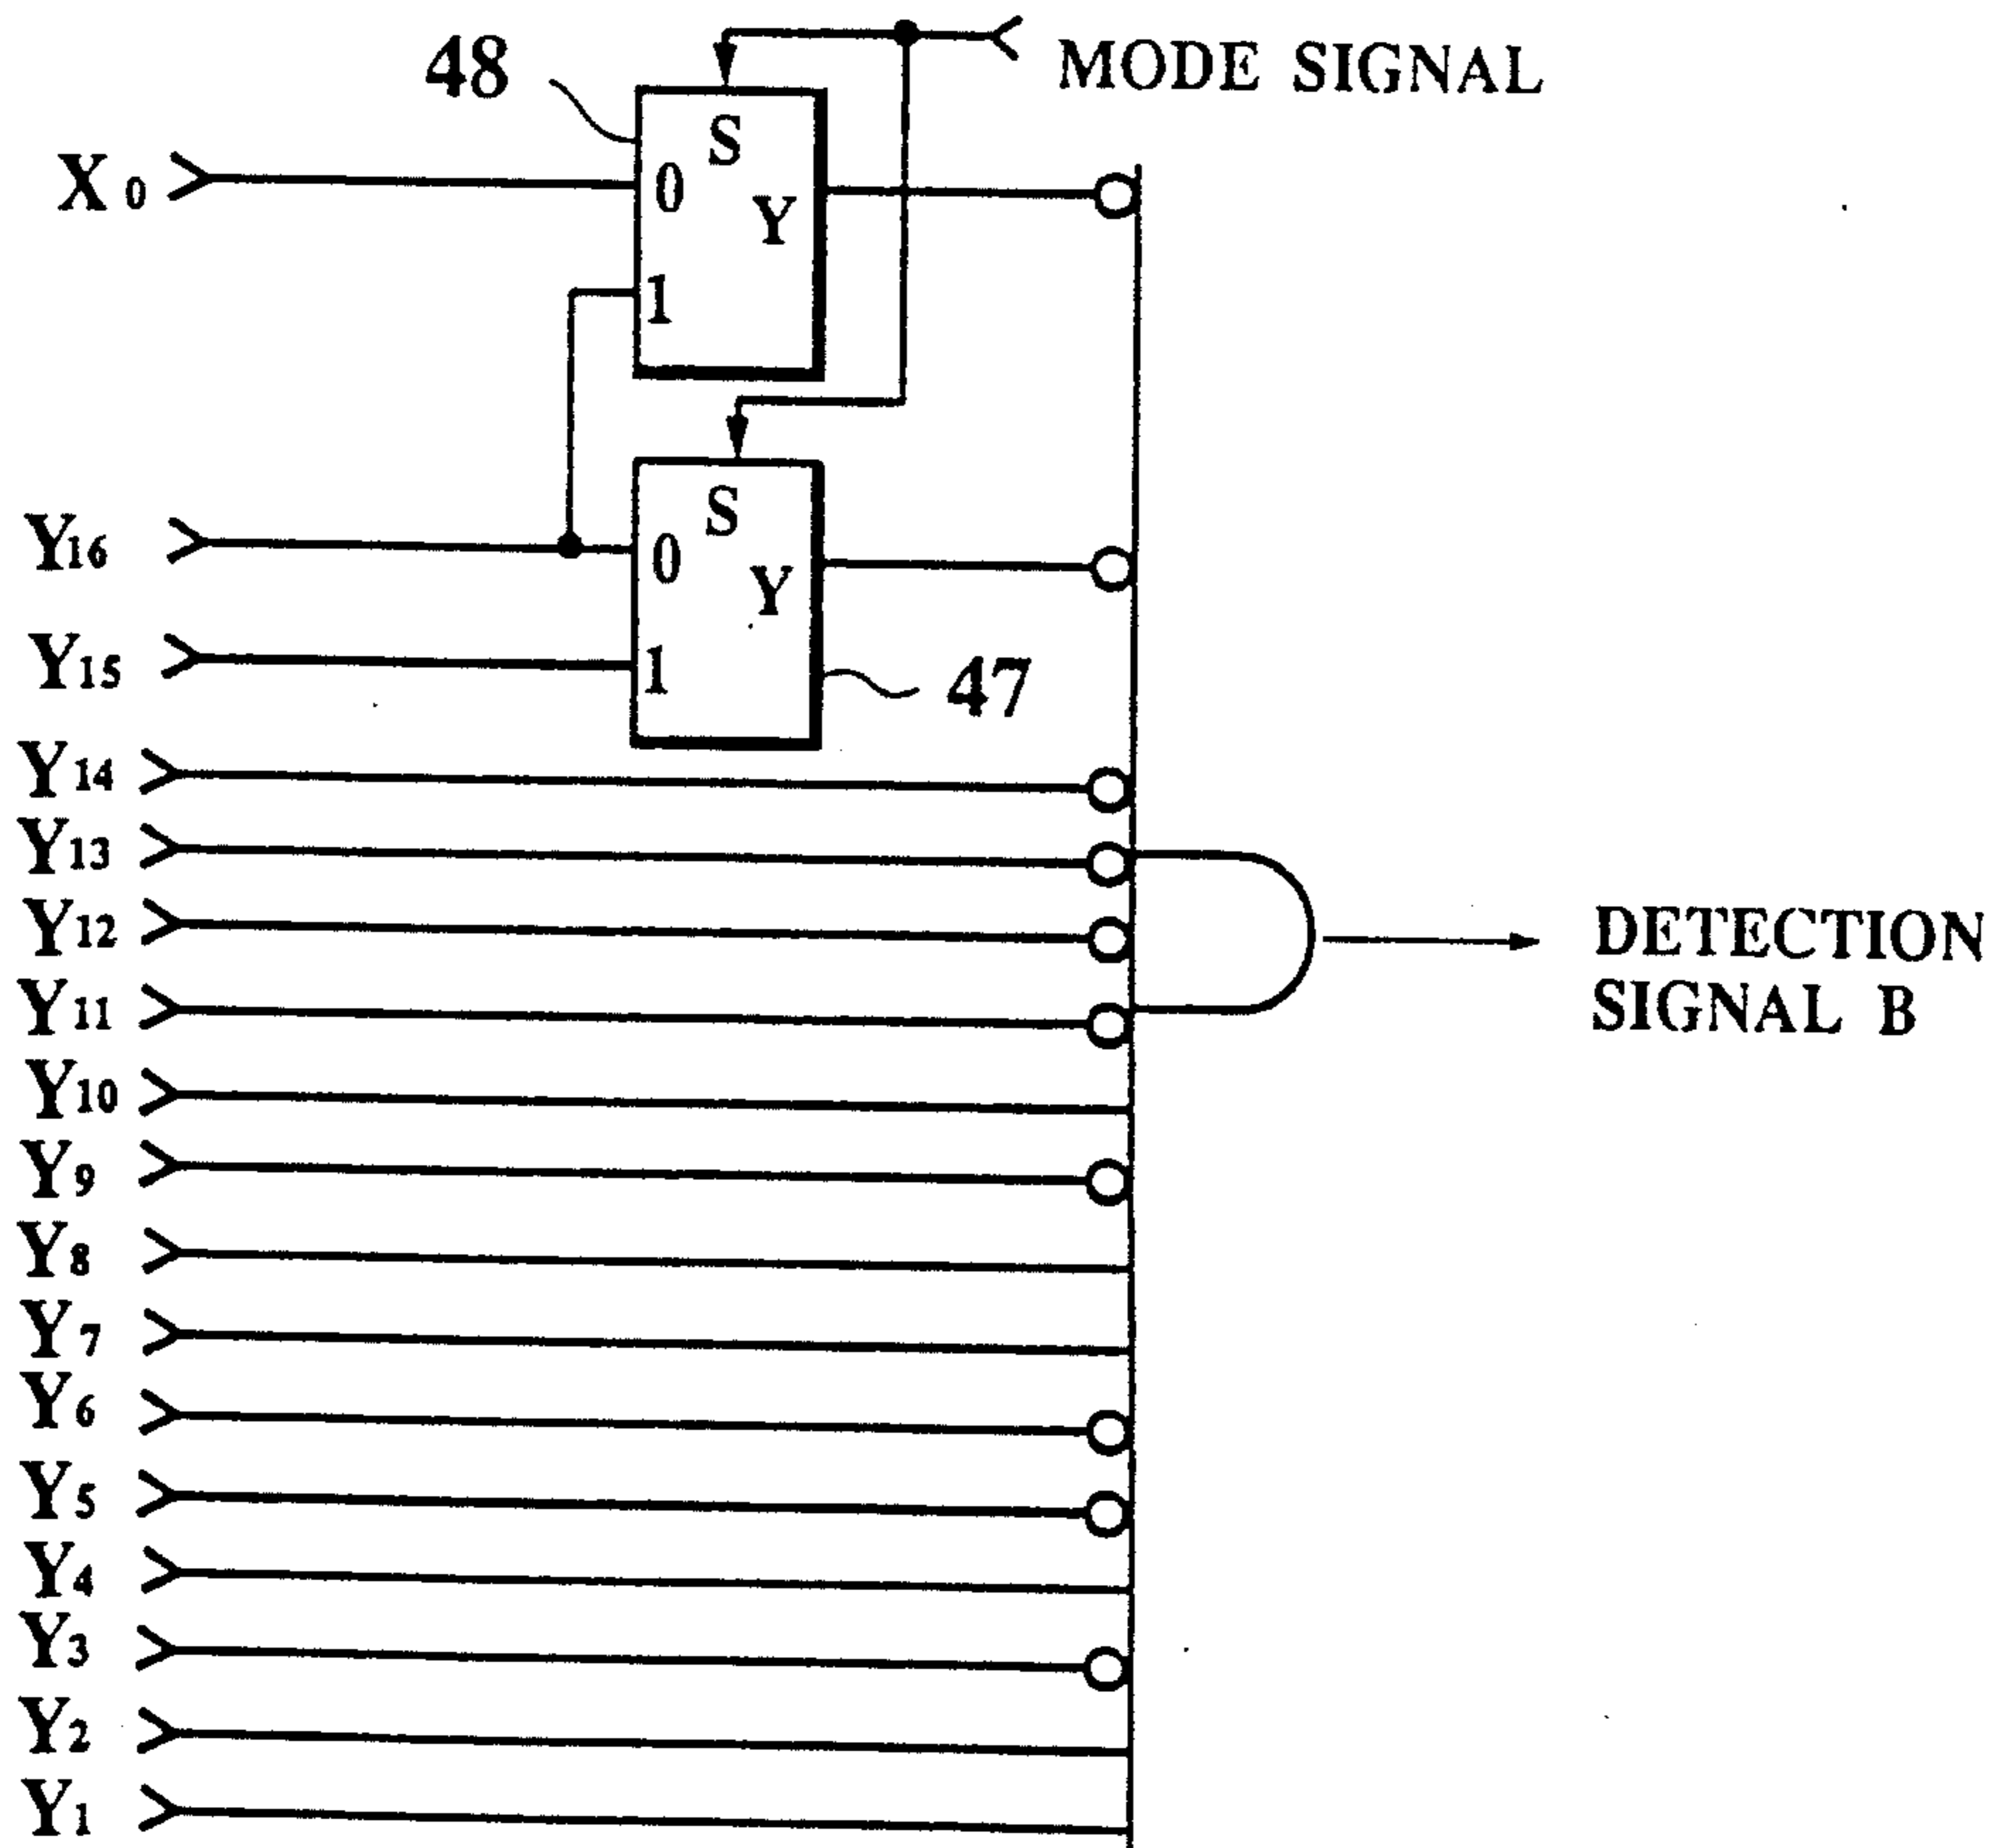 48
MODE SIGNAL
S
X0
0
Y
1
S
Y16
0
Y
Y15
1
47
Y14
Y13
Y12
DETECTION
SIGNAL B
Y11
Y10
Y9
Y8
Y7
Y6
Y5
Y4
Y3
Y2
Y1